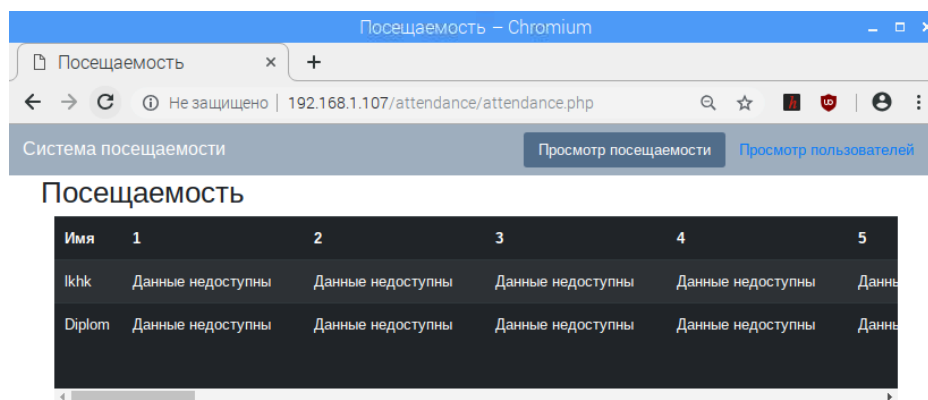 Посещаемость – Chromium
Посещаемость
Не защищено | 192.168.1.107/attendance/attendance.php
Система посещаемости Просмотр посещаемости Просмотр пользователей
Посещаемость
Имя 1 2 3 4 5
lkhk Данные недоступны Данные недоступны Данные недоступны Данные недоступны Данны
Diplom Данные недоступны Данные недоступны Данные недоступны Данные недоступны Данны